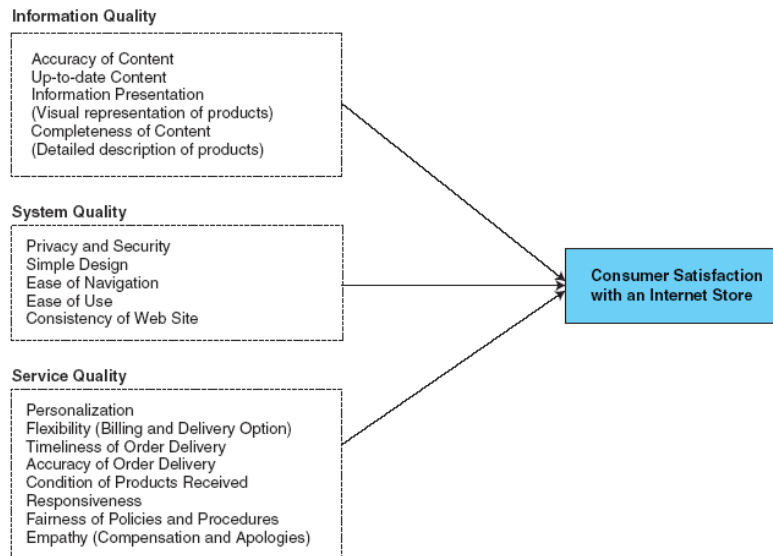 Information Quality
Accuracy of Content
Up-to-date Content
Information Presentation
(Visual representation of products)
Completeness of Content
(Detailed description of products)
System Quality
Privacy and Security
Simple Design
Ease of Navigation
Ease of Use
Consistency of Web Site
Consumer Satisfaction
with an Internet Store
Service Quality
Personalization
Flexibility (Billing and Delivery Option)
Timeliness of Order Delivery
Accuracy of Order Delivery
Condition of Products Received
Responsiveness
Fairness of Policies and Procedures
Empathy (Compensation and Apologies)